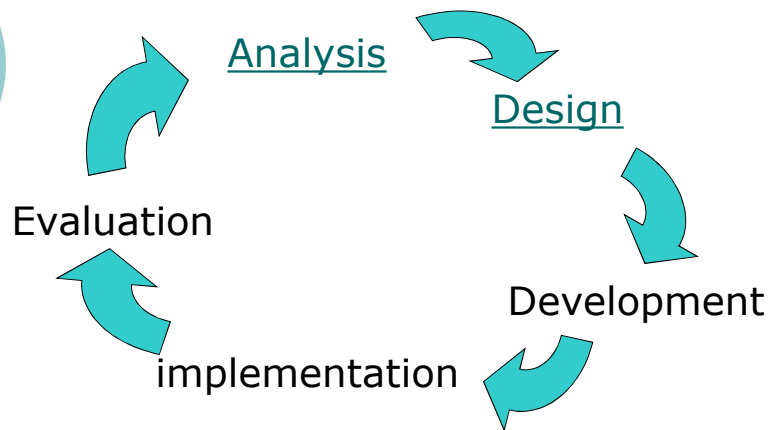 Analysis
Design
Evaluation
Development
implementation